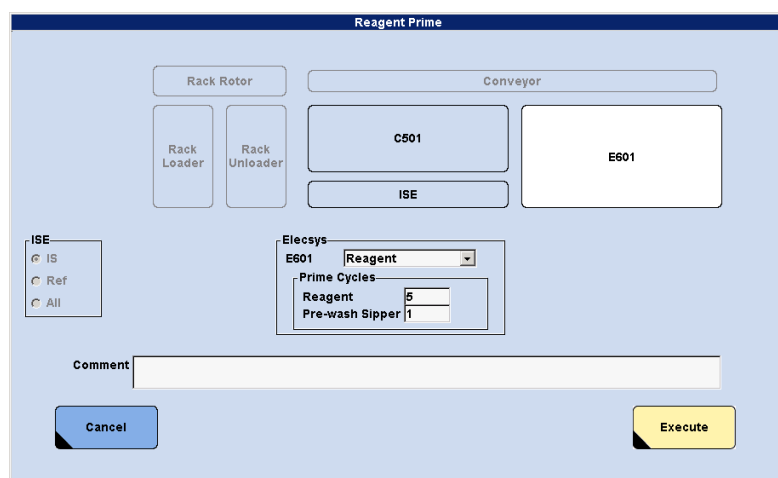 Reagent Prime
Rack Rotor
Conveyor
Rack
Loader
Rack
Unloader
C501
E601
ISE
ISE
IS
Ref
All
Elecsys
E601 Reagent
Prime Cycles
Reagent 5
Pre-wash Sipper 1
Comment
Cancel
Execute